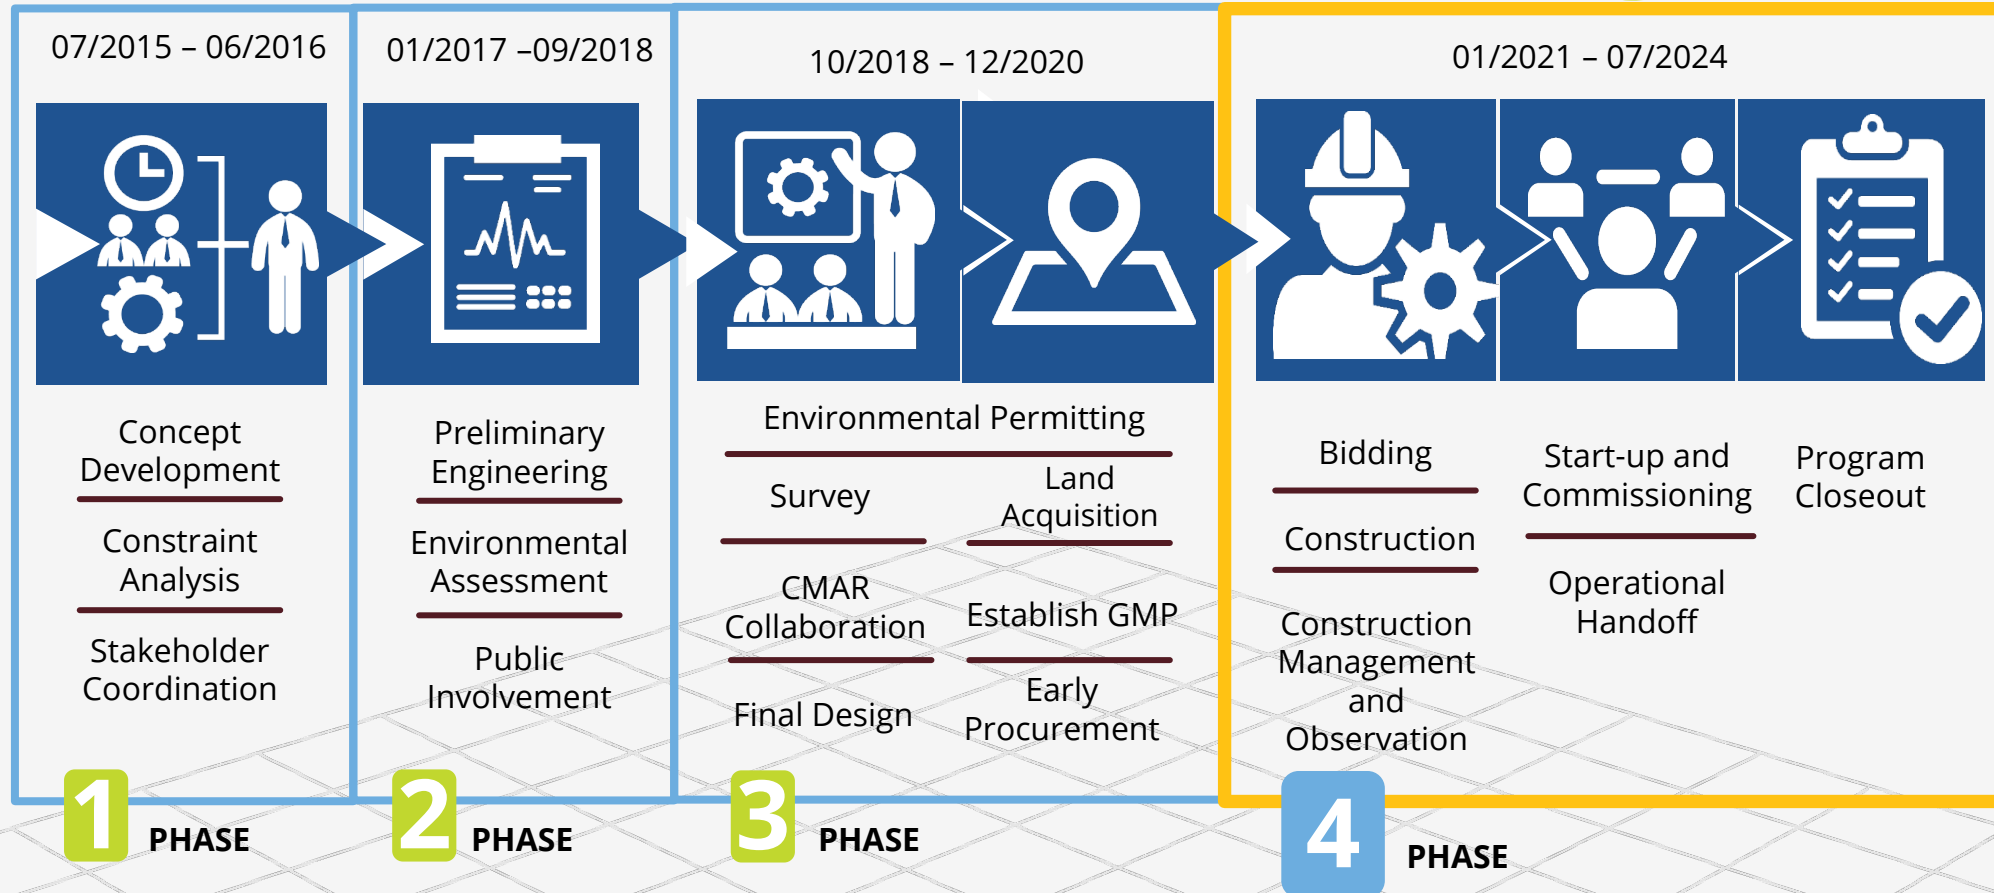 07/2015 – 06/2016
Concept
Development
Constraint
Analysis
Stakeholder
Coordination
1 PHASE
01/2017 –09/2018
Preliminary
Engineering
Environmental
Assessment
Public
Involvement
2 PHASE
10/2018 – 12/2020
Environmental Permitting
Survey
CMAR
Collaboration
Final Design
Land
Acquisition
Establish GMP
Early
Procurement
3 PHASE
01/2021 – 07/2024
Bidding
Construction
Construction
Management
and
Observation
Start-up and
Commissioning
Operational
Handoff
Program
Closeout
4 PHASE